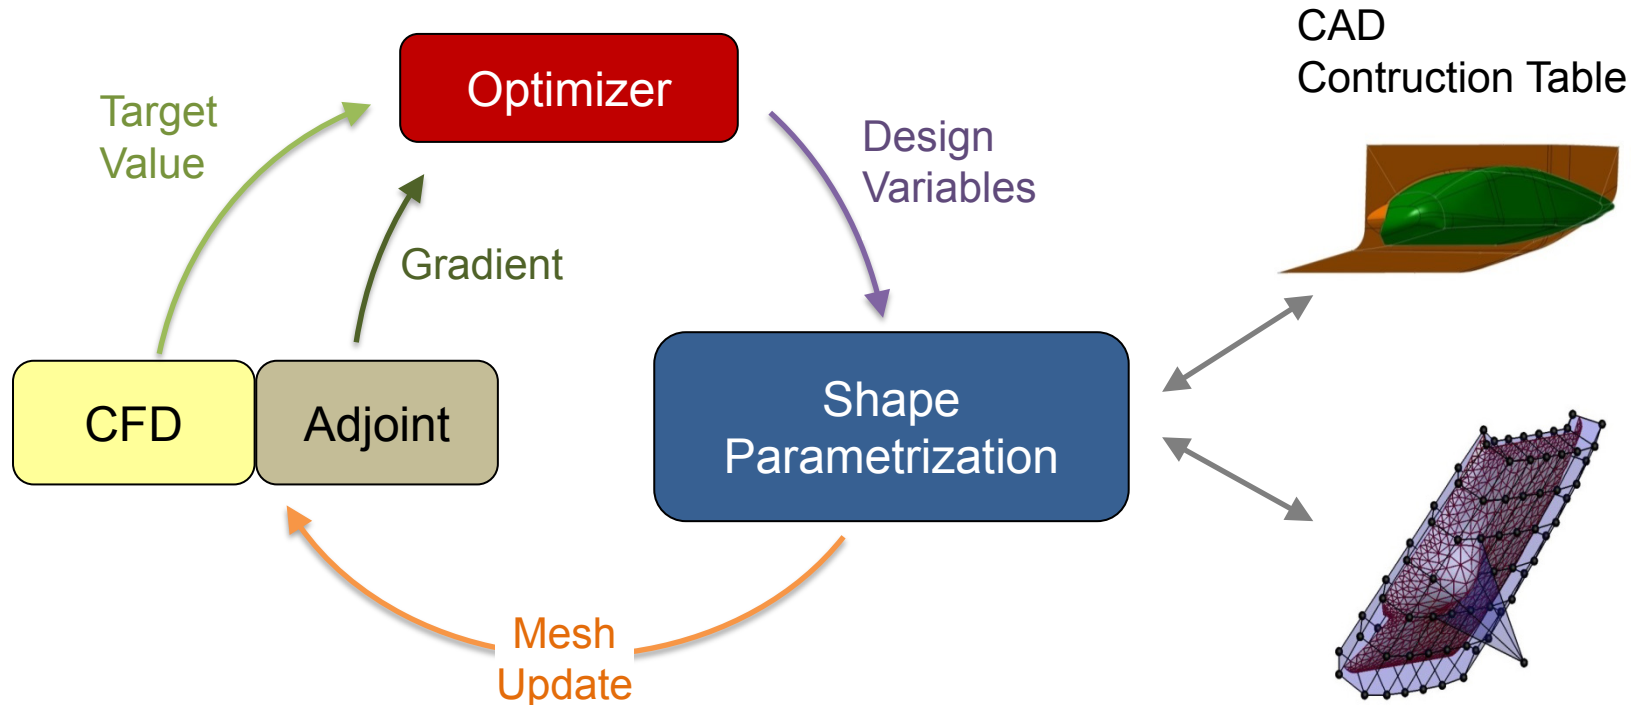 CAD
Contruction Table
Optimizer
Target
Value
Design
Variables
Gradient
CFD
Adjoint
Shape
Parametrization
Mesh
Update